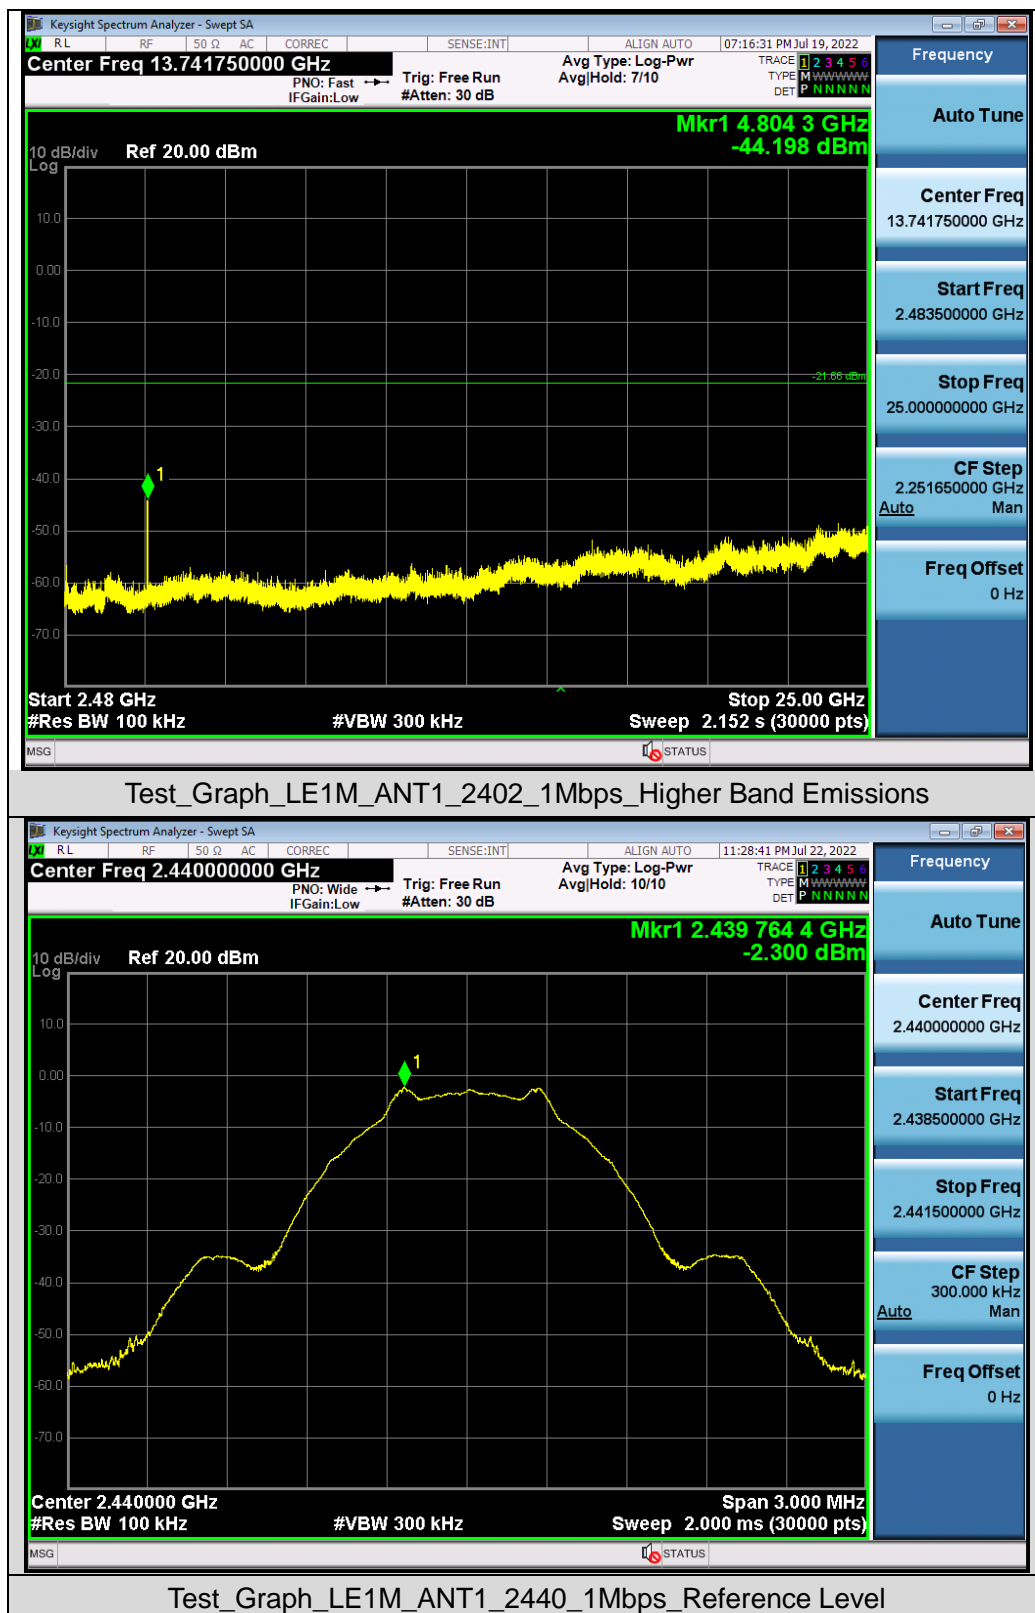 Keysight Spectrum Analyzer - Swept SA
LXI RL RF 50 Ω AC CORREC SENSE:INT ALIGN AUTO 07:16:31 PM Jul 19, 2022
Center Freq 13.741750000 GHz
PNO: Fast
IFGain:Low
Trig: Free Run
#Atten: 30 dB
Avg Type: Log-Pwr
Avg|Hold: 7/10
TRACE 1 2 3 4 5 6
TYPE M WWWWW
DET P N N N N N
Mkr1 4.804 3 GHz
-44.198 dBm
10 dB/div Ref 20.00 dBm
Log
10.0
0.00
-10.0
-20.0
-21.66 dBm
-30.0
-40.0
1
-50.0
-60.0
-70.0
Start 2.48 GHz Stop 25.00 GHz
#Res BW 100 kHz #VBW 300 kHz Sweep 2.152 s (30000 pts)
MSG STATUS
Frequency
Auto Tune
Center Freq
13.741750000 GHz
Start Freq
2.483500000 GHz
Stop Freq
25.000000000 GHz
CF Step
2.251650000 GHz
Auto Man
Freq Offset
0 Hz
Test_Graph_LE1M_ANT1_2402_1Mbps_Higher Band Emissions
Keysight Spectrum Analyzer - Swept SA
LXI RL RF 50 Ω AC CORREC SENSE:INT ALIGN AUTO 11:28:41 PM Jul 22, 2022
Center Freq 2.440000000 GHz
PNO: Wide
IFGain:Low
Trig: Free Run
#Atten: 30 dB
Avg Type: Log-Pwr
Avg|Hold: 10/10
TRACE 1 2 3 4 5 6
TYPE M WWWWW
DET P N N N N N
Mkr1 2.439 764 4 GHz
-2.300 dBm
10 dB/div Ref 20.00 dBm
Log
10.0
0.00
1
-10.0
-20.0
-30.0
-40.0
-50.0
-60.0
-70.0
Center 2.440000 GHz Span 3.000 MHz
#Res BW 100 kHz #VBW 300 kHz Sweep 2.000 ms (30000 pts)
MSG STATUS
Frequency
Auto Tune
Center Freq
2.440000000 GHz
Start Freq
2.438500000 GHz
Stop Freq
2.441500000 GHz
CF Step
300.000 kHz
Auto Man
Freq Offset
0 Hz
Test_Graph_LE1M_ANT1_2440_1Mbps_Reference Level